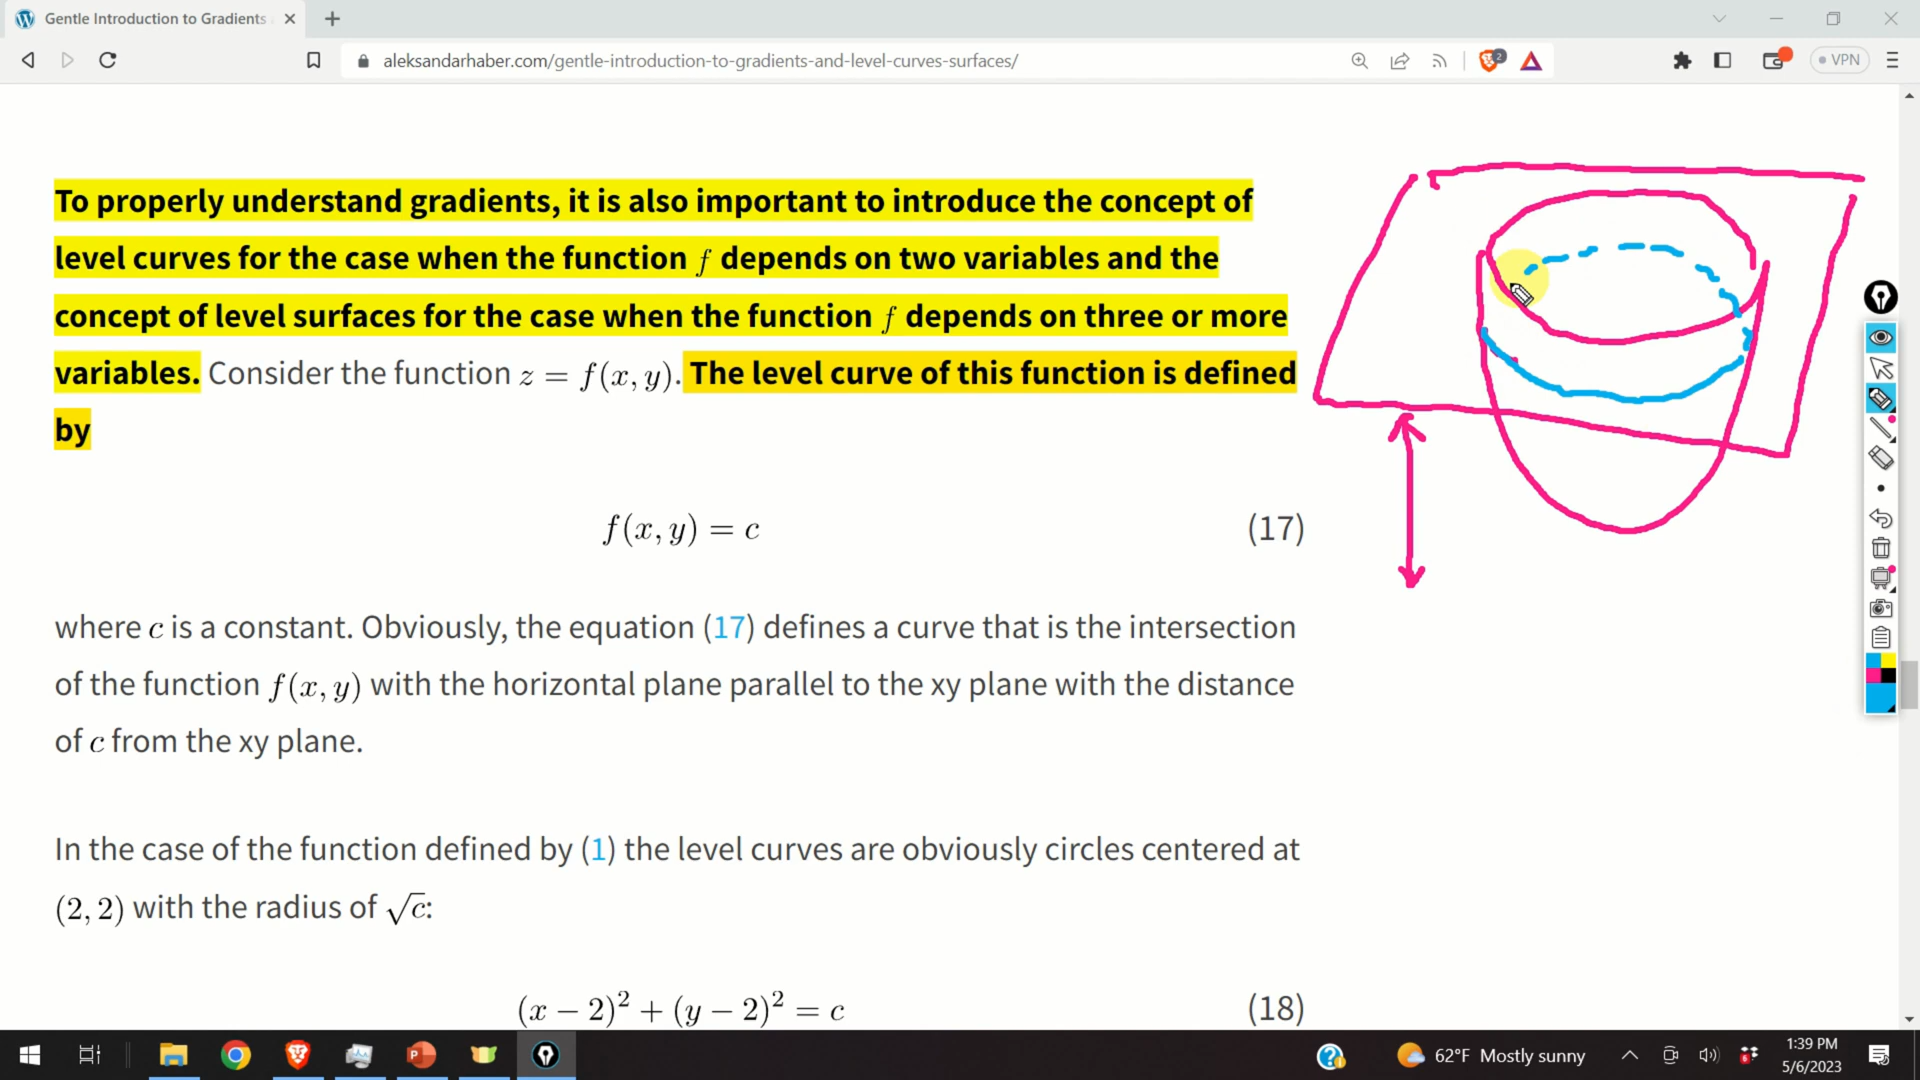 Gentle Introduction to Gradients
aleksandarhaber.com/gentle-introduction-to-gradients-and-level-curves-surfaces/
2
VPN
To properly understand gradients, it is also important to introduce the concept of
level curves for the case when the function f depends on two variables and the
concept of level surfaces for the case when the function f depends on three or more
variables. Consider the function z = f(x, y). The level curve of this function is defined
by
f(x, y) = c (17)
where c is a constant. Obviously, the equation (17) defines a curve that is the intersection
of the function f(x, y) with the horizontal plane parallel to the xy plane with the distance
of c from the xy plane.
In the case of the function defined by (1) the level curves are obviously circles centered at
(2, 2) with the radius of √c:
(x − 2)² + (y − 2)² = c (18)
62°F Mostly sunny
1:39 PM
5/6/2023